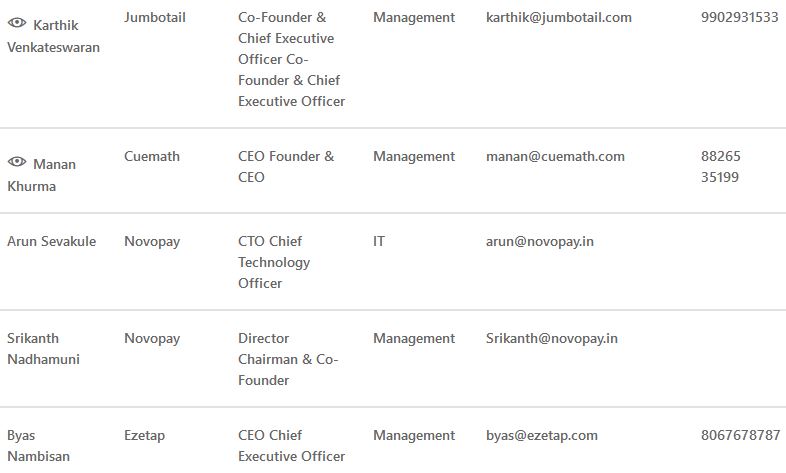 Karthik Venkateswaran
Jumbotail
Co-Founder &
Chief Executive
Officer Co-
Founder & Chief
Executive Officer
Management
karthik@jumbotail.com
9902931533
Manan
Khurma
Cuemath
CEO Founder &
CEO
Management
manan@cuemath.com
88265
35199
Arun Sevakule
Novopay
CTO Chief
Technology
Officer
IT
arun@novopay.in
Srikanth
Nadhamuni
Novopay
Director
Chairman & Co-
Founder
Management
Srikanth@novopay.in
Byas
Nambisan
Ezetap
CEO Chief
Executive Officer
Management
byas@ezetap.com
8067678787